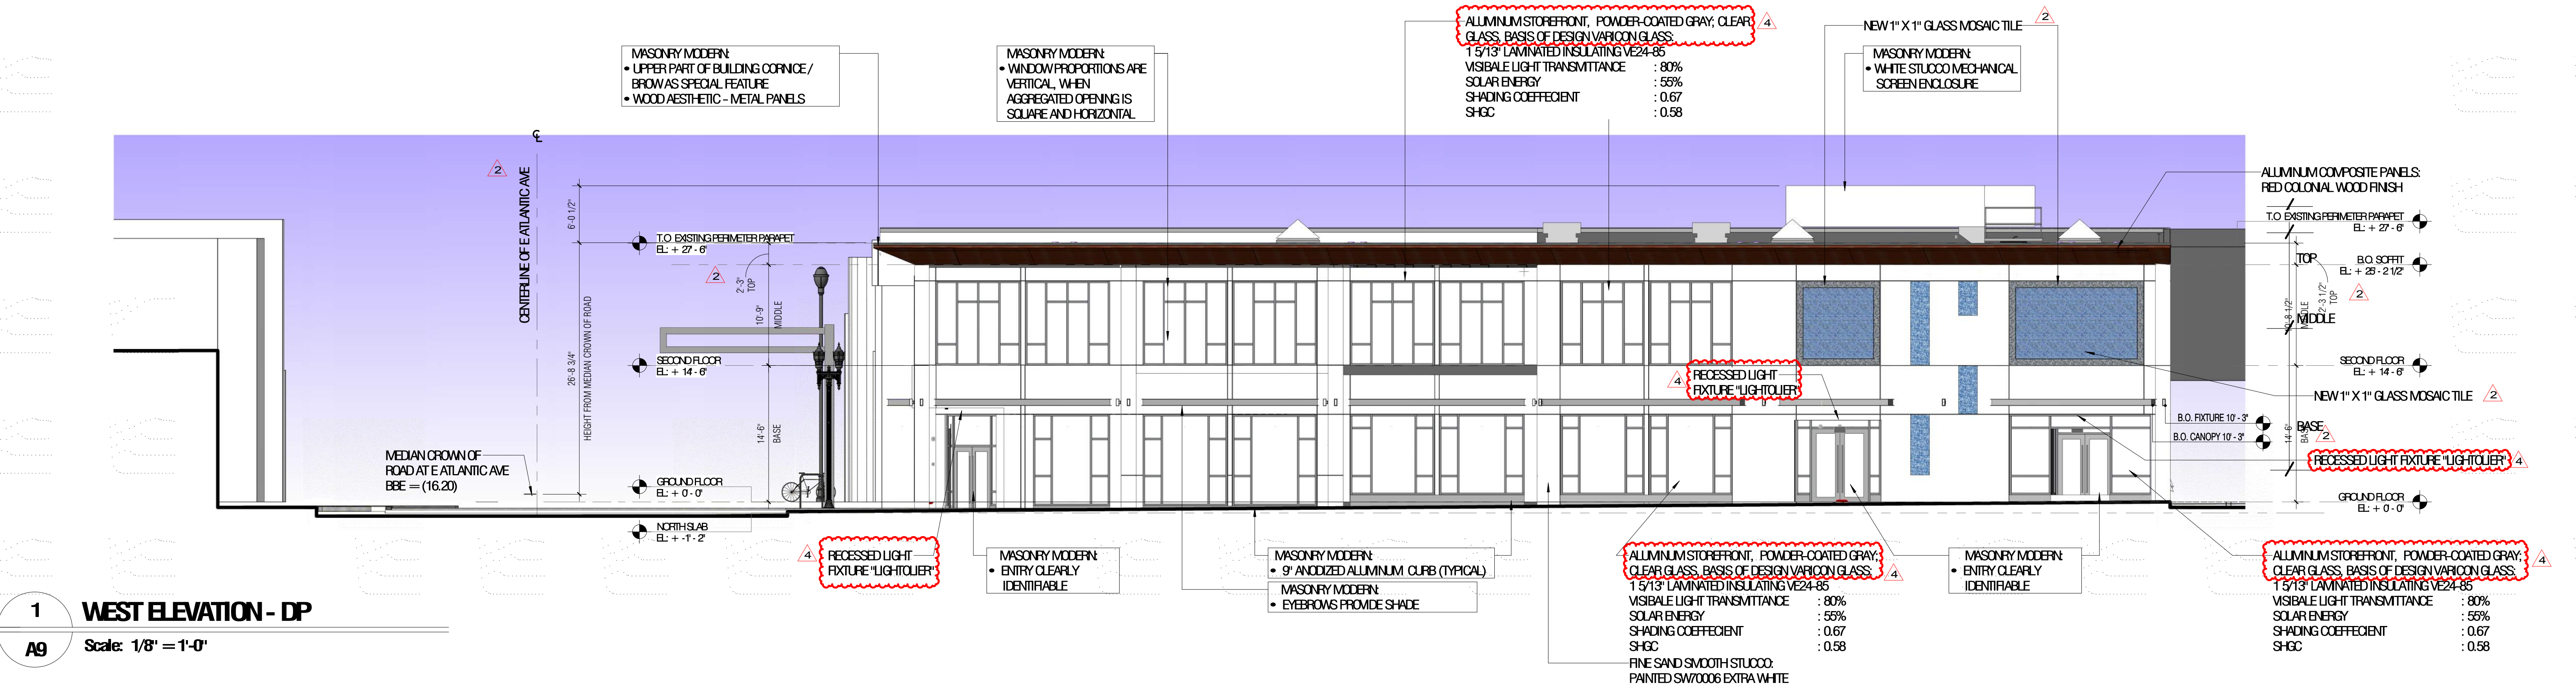 MASONRY MODERN:
• UPPER PART OF BUILDING CORNICE /
BROW AS SPECIAL FEATURE
• WOOD AESTHETIC - METAL PANELS
MASONRY MODERN:
• WINDOW PROPORTIONS ARE
VERTICAL, WHEN
AGGREGATED OPENING IS
SQUARE AND HORIZONTAL
ALUMINUM STOREFRONT, POWDER-COATED GRAY; CLEAR
GLASS, BASIS OF DESIGN VARICON GLASS:
4
1 5/13" LAMINATED INSULATING VE24-85
VISIBALE LIGHT TRANSMITTANCE : 80%
SOLAR ENERGY : 55%
SHADING COEFFECIENT : 0.67
SHGC : 0.58
NEW 1" X 1" GLASS MOSAIC TILE
2
MASONRY MODERN:
• WHITE STUCCO MECHANICAL
SCREEN ENCLOSURE
CL
2
CENTERLINE OF E ATLANTIC AVE
6'-0 1/2"
26'-8 3/4"
HEIGHT FROM MEDIAN CROWN OF ROAD
T.O EXISTING PERIMETER PARAPET
EL: + 27' - 6"
2
2'-3"
TOP
10'-9"
MIDDLE
SECOND FLOOR
EL: + 14' - 6"
14'-6"
BASE
MEDIAN CROWN OF
ROAD AT E ATLANTIC AVE
BBE = (16.20)
GROUND FLOOR
EL: + 0' - 0"
NORTH SLAB
EL: + -1' - 2"
4
RECESSED LIGHT
FIXTURE "LIGHTOLIER"
ALUMINUM COMPOSITE PANELS:
RED COLONIAL WOOD FINISH
T.O EXISTING PERIMETER PARAPET
EL: + 27' - 6"
TOP
B.O. SOFFIT
EL: + 25' - 2 1/2"
2'-3 1/2"
TOP
2
MIDDLE
MIDDLE
SECOND FLOOR
EL: + 14' - 6"
NEW 1" X 1" GLASS MOSAIC TILE
2
B.O. FIXTURE 10' - 3"
BASE
2
B.O. CANOPY 10' - 3"
14'-6"
BASE
RECESSED LIGHT FIXTURE "LIGHTOLIER"
4
GROUND FLOOR
EL: + 0' - 0"
4
RECESSED LIGHT
FIXTURE "LIGHTOLIER"
MASONRY MODERN:
• ENTRY CLEARLY
IDENTIFIABLE
MASONRY MODERN:
• 9" ANODIZED ALUMINUM CURB (TYPICAL)
MASONRY MODERN:
• EYEBROWS PROVIDE SHADE
ALUMINUM STOREFRONT, POWDER-COATED GRAY;
CLEAR GLASS, BASIS OF DESIGN VARICON GLASS:
4
1 5/13" LAMINATED INSULATING VE24-85
VISIBALE LIGHT TRANSMITTANCE : 80%
SOLAR ENERGY : 55%
SHADING COEFFECIENT : 0.67
SHGC : 0.58
FINE SAND SMOOTH STUCCO:
PAINTED SW70006 EXTRA WHITE
MASONRY MODERN:
• ENTRY CLEARLY
IDENTIFIABLE
ALUMINUM STOREFRONT, POWDER-COATED GRAY;
CLEAR GLASS, BASIS OF DESIGN VARICON GLASS:
4
1 5/13" LAMINATED INSULATING VE24-85
VISIBALE LIGHT TRANSMITTANCE : 80%
SOLAR ENERGY : 55%
SHADING COEFFECIENT : 0.67
SHGC : 0.58
1
A9
WEST ELEVATION - DP
Scale: 1/8" = 1'-0"